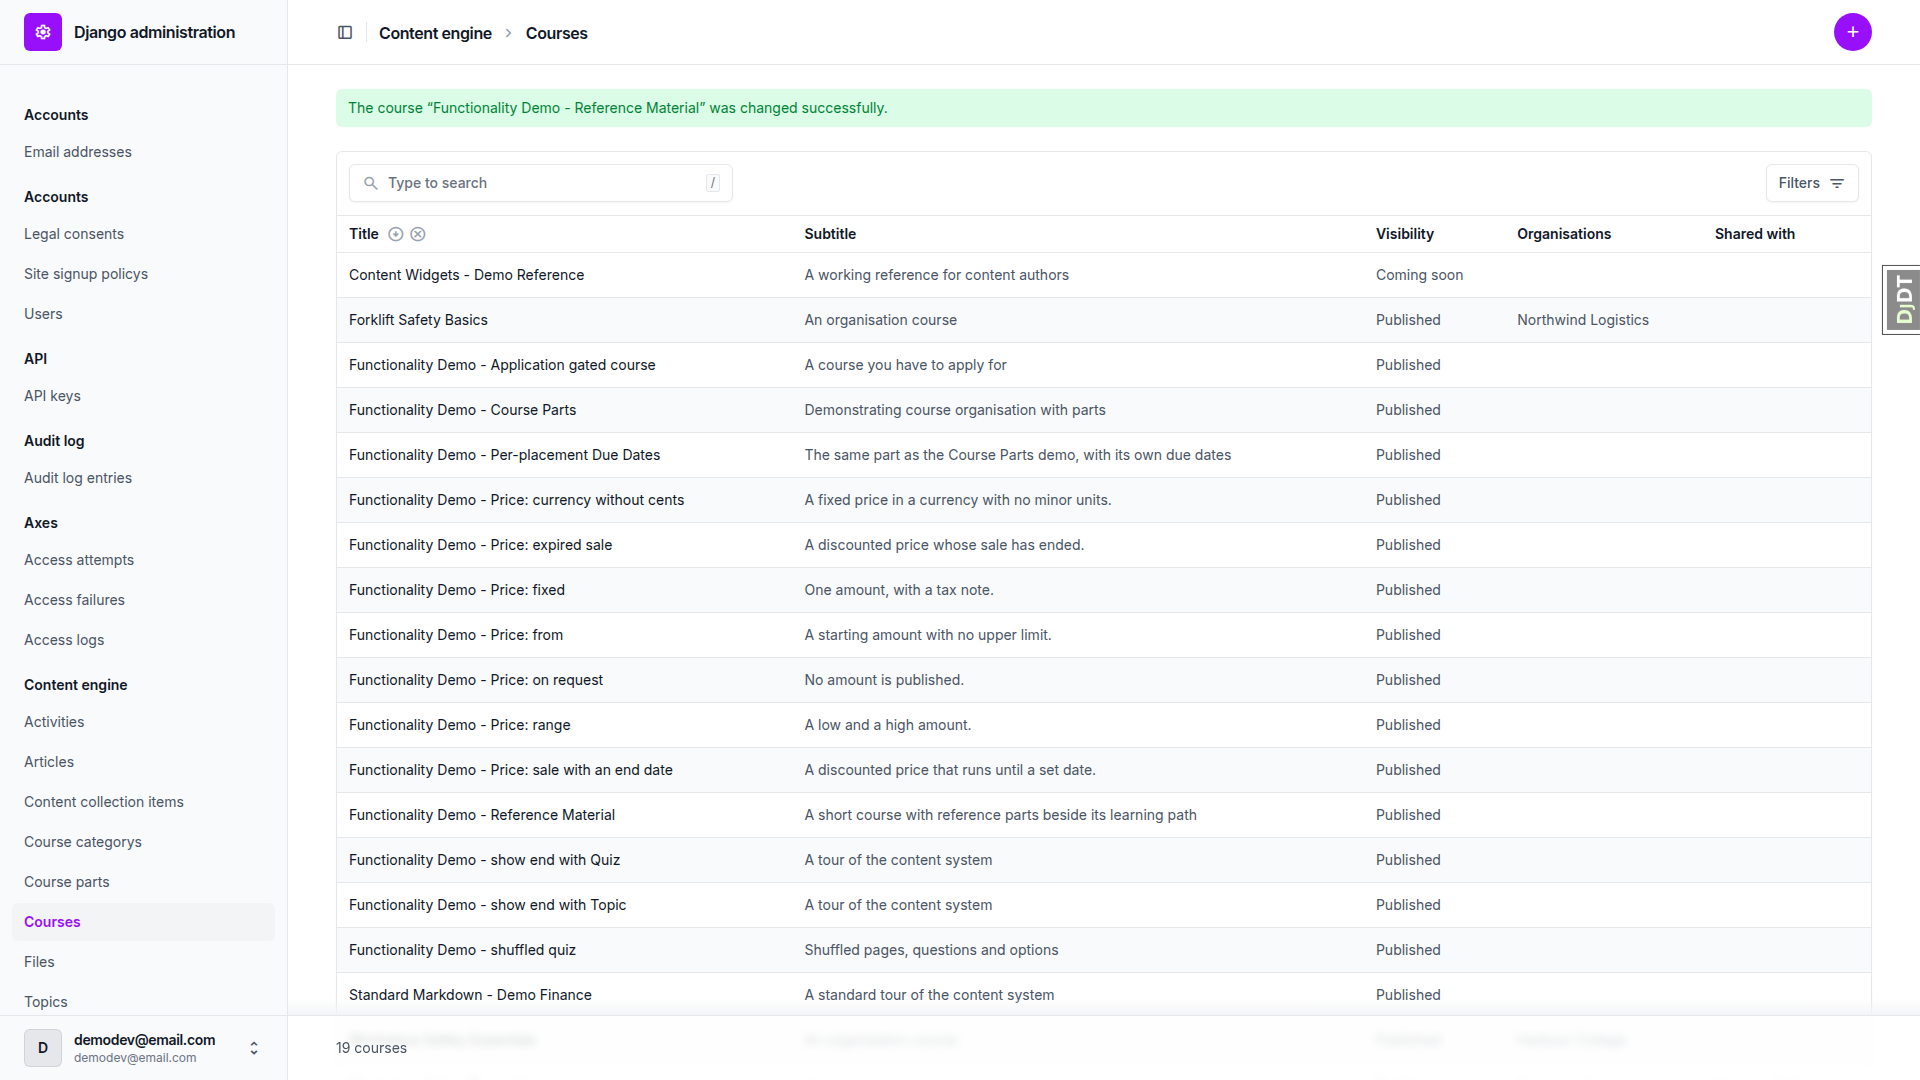 Django administration
Content engine > Courses
+
Accounts
Email addresses
Accounts
Legal consents
Site signup policys
Users
API
API keys
Audit log
Audit log entries
Axes
Access attempts
Access failures
Access logs
Content engine
Activities
Articles
Content collection items
Course categorys
Course parts
Courses
Files
Topics
D
demodev@email.com
demodev@email.com
The course “Functionality Demo - Reference Material” was changed successfully.
Type to search /
Filters
Title Subtitle Visibility Organisations Shared with
Content Widgets - Demo Reference A working reference for content authors Coming soon
Forklift Safety Basics An organisation course Published Northwind Logistics
Functionality Demo - Application gated course A course you have to apply for Published
Functionality Demo - Course Parts Demonstrating course organisation with parts Published
Functionality Demo - Per-placement Due Dates The same part as the Course Parts demo, with its own due dates Published
Functionality Demo - Price: currency without cents A fixed price in a currency with no minor units. Published
Functionality Demo - Price: expired sale A discounted price whose sale has ended. Published
Functionality Demo - Price: fixed One amount, with a tax note. Published
Functionality Demo - Price: from A starting amount with no upper limit. Published
Functionality Demo - Price: on request No amount is published. Published
Functionality Demo - Price: range A low and a high amount. Published
Functionality Demo - Price: sale with an end date A discounted price that runs until a set date. Published
Functionality Demo - Reference Material A short course with reference parts beside its learning path Published
Functionality Demo - show end with Quiz A tour of the content system Published
Functionality Demo - show end with Topic A tour of the content system Published
Functionality Demo - shuffled quiz Shuffled pages, questions and options Published
Standard Markdown - Demo Finance A standard tour of the content system Published
19 courses
DjDT